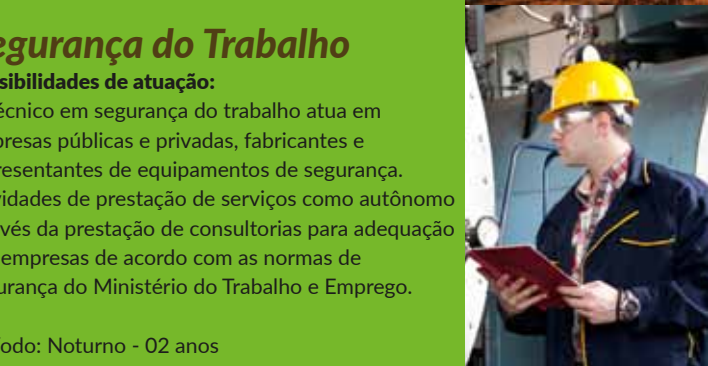 egurança do Trabalho
sibilidades de atuação:
écnico em segurança do trabalho atua em
presas públicas e privadas, fabricantes e
resentantes de equipamentos de segurança.
vidades de prestação de serviços como autônomo
vés da prestação de consultorias para adequação
empresas de acordo com as normas de
urança do Ministério do Trabalho e Emprego.
odo: Noturno - 02 anos